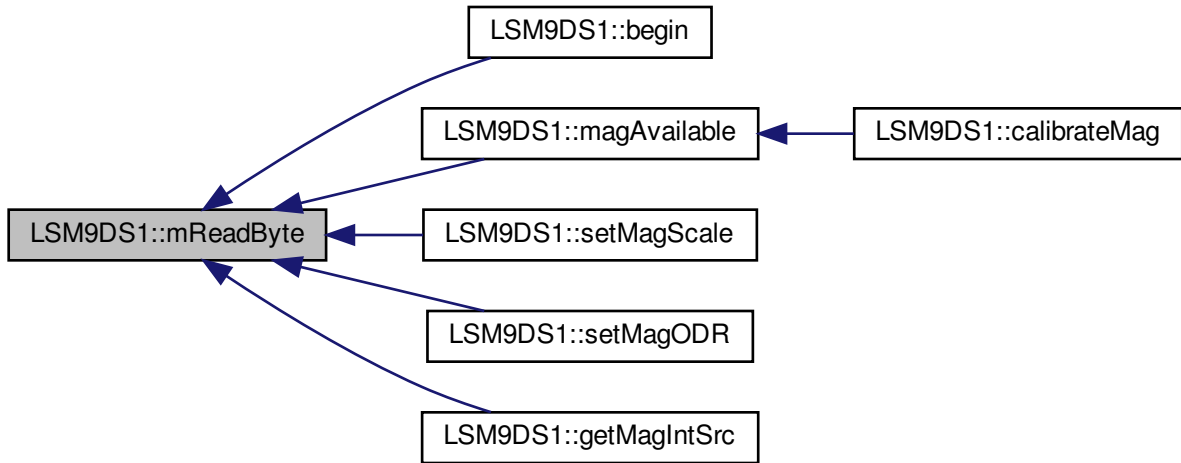 LSM9DS1::begin
LSM9DS1::magAvailable
LSM9DS1::calibrateMag
LSM9DS1::mReadByte
LSM9DS1::setMagScale
LSM9DS1::setMagODR
LSM9DS1::getMagIntSrc